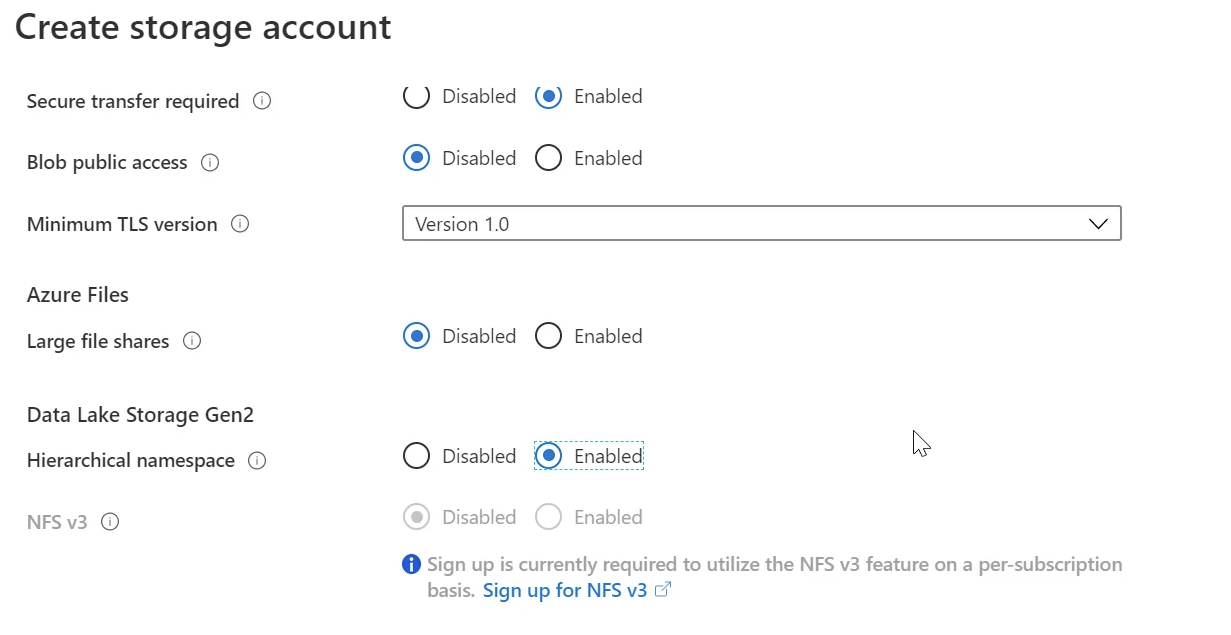 Create storage account
Secure transfer required Disabled Enabled
Blob public access Disabled Enabled
Minimum TLS version Version 1.0
Azure Files
Large file shares Disabled Enabled
Data Lake Storage Gen2
Hierarchical namespace Disabled Enabled
NFS v3 Disabled Enabled
Sign up is currently required to utilize the NFS v3 feature on a per-subscription
basis. Sign up for NFS v3